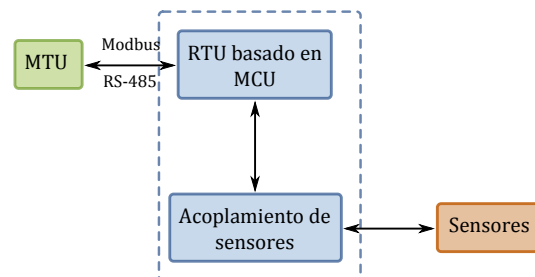 MTU
Modbus
RS-485
RTU basado en
MCU
Acoplamiento de
sensores
Sensores